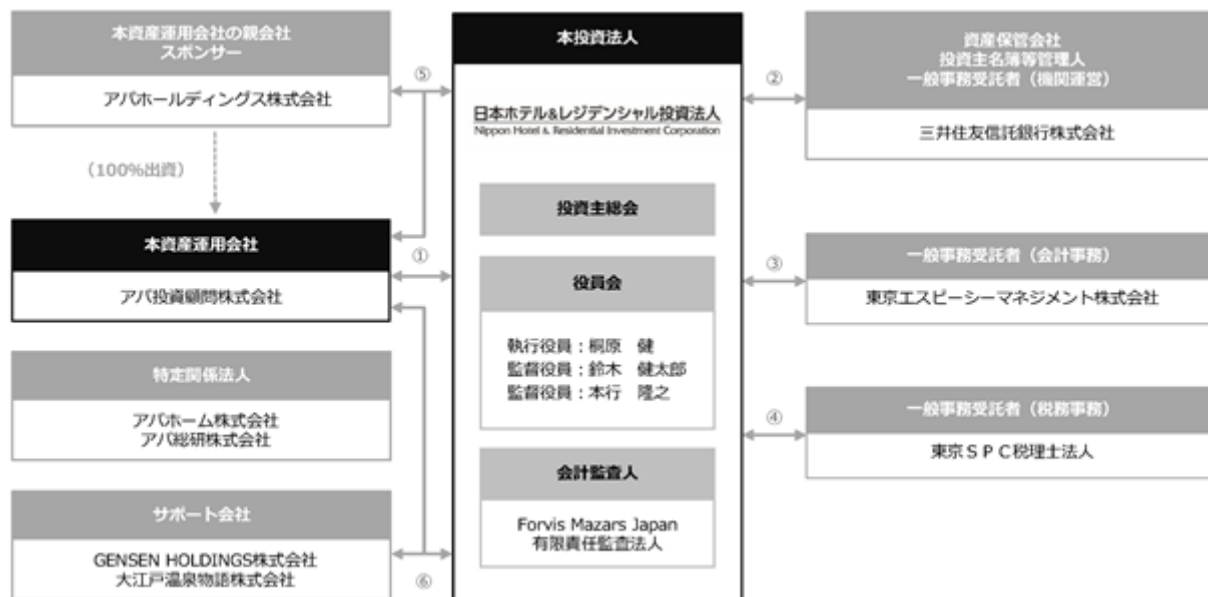 本資産運用会社の親会社
スポンサー
アパホールディングス株式会社
(100%出資)
本資産運用会社
アパ投資顧問株式会社
特定関係法人
アパホーム株式会社
アパ総研株式会社
サポート会社
GENSEN HOLDINGS株式会社
大江戸温泉物語株式会社
⑤
①
⑥
本投資法人
日本ホテル&レジデンシャル投資法人
Nippon Hotel & Residential Investment Corporation
投資主総会
役員会
執行役員:桐原 健
監督役員:鈴木 健太郎
監督役員:本行 隆之
会計監査人
Forvis Mazars Japan
有限責任監査法人
②
③
④
資産保管会社
投資主名簿等管理人
一般事務受託者(機関運営)
三井住友信託銀行株式会社
一般事務受託者(会計事務)
東京エスピーシーマネジメント株式会社
一般事務受託者(税務事務)
東京SPC税理士法人